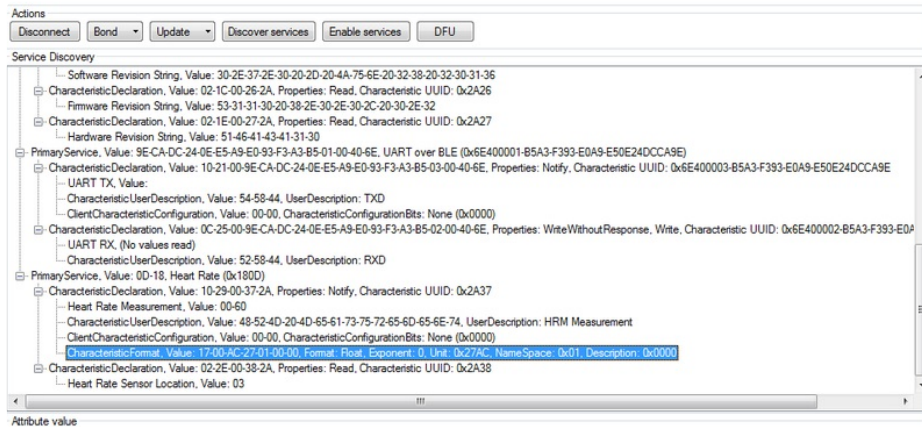 Actions
Disconnect Bond Update Discover services Enable services DFU
Service Discovery
Software Revision String, Value: 30-2E-37-2E-30-20-2D-20-4A-75-6E-20-32-38-20-32-30-31-36
CharacteristicDeclaration, Value: 02-1C-00-26-2A, Properties: Read, Characteristic UUID: 0x2A26
Firmware Revision String, Value: 53-31-31-30-20-38-2E-30-2E-30-2C-20-30-2E-32
CharacteristicDeclaration, Value: 02-1E-00-27-2A, Properties: Read, Characteristic UUID: 0x2A27
Hardware Revision String, Value: 51-46-41-43-41-31-30
PrimaryService, Value: 9E-CA-DC-24-0E-E5-A9-E0-93-F3-A3-B5-01-00-40-6E, UART over BLE (0x6E400001-B5A3-F393-E0A9-E50E24DCCA9E)
CharacteristicDeclaration, Value: 10-21-00-9E-CA-DC-24-0E-E5-A9-E0-93-F3-A3-B5-03-00-40-6E, Properties: Notify, Characteristic UUID: 0x6E400003-B5A3-F393-E0A9-E50E24DCCA9E
UART TX, Value:
CharacteristicUserDescription, Value: 54-58-44, UserDescription: TXD
ClientCharacteristicConfiguration, Value: 00-00, CharacteristicConfigurationBits: None (0x0000)
CharacteristicDeclaration, Value: 0C-25-00-9E-CA-DC-24-0E-E5-A9-E0-93-F3-A3-B5-02-00-40-6E, Properties: WriteWithoutResponse, Write, Characteristic UUID: 0x6E400002-B5A3-F393-E0A
UART RX, (No values read)
CharacteristicUserDescription, Value: 52-58-44, UserDescription: RXD
PrimaryService, Value: 0D-18, Heart Rate (0x180D)
CharacteristicDeclaration, Value: 10-29-00-37-2A, Properties: Notify, Characteristic UUID: 0x2A37
Heart Rate Measurement, Value: 00-60
CharacteristicUserDescription, Value: 48-52-4D-20-4D-65-61-73-75-72-65-6D-65-6E-74, UserDescription: HRM Measurement
ClientCharacteristicConfiguration, Value: 00-00, CharacteristicConfigurationBits: None (0x0000)
CharacteristicFormat, Value: 17-00-AC-27-01-00-00, Format: Float, Exponent: 0, Unit: 0x27AC, NameSpace: 0x01, Description: 0x0000
CharacteristicDeclaration, Value: 02-2E-00-38-2A, Properties: Read, Characteristic UUID: 0x2A38
Heart Rate Sensor Location, Value: 03
Attribute value